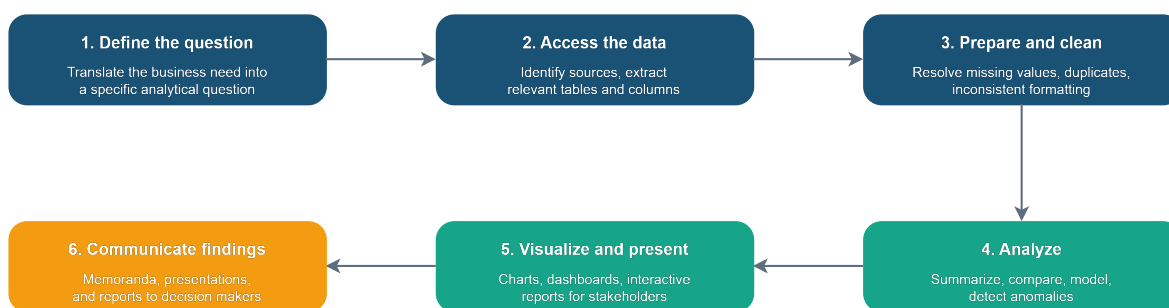 1. Define the question
Translate the business need into
a specific analytical question
2. Access the data
Identify sources, extract
relevant tables and columns
3. Prepare and clean
Resolve missing values, duplicates,
inconsistent formatting
4. Analyze
Summarize, compare, model,
detect anomalies
5. Visualize and present
Charts, dashboards, interactive
reports for stakeholders
6. Communicate findings
Memoranda, presentations,
and reports to decision makers